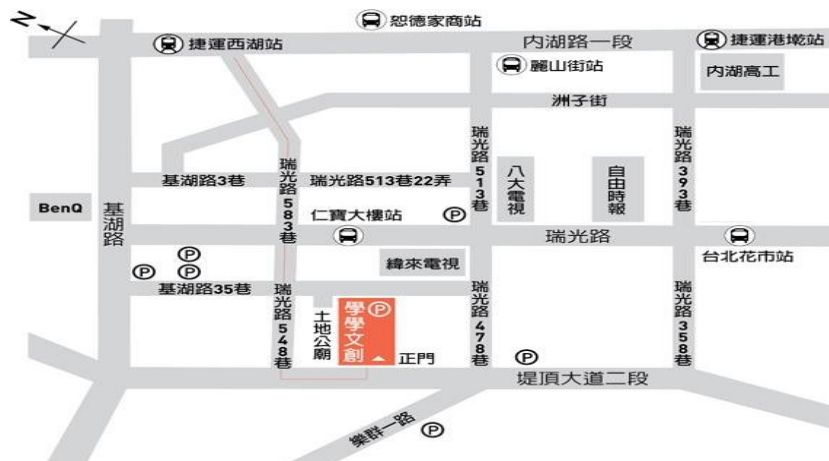 N
恕德家商站
捷運西湖站
內湖路一段
捷運港墘站
麗山街站
內湖高工
洲子街
瑞光路513巷
瑞光路393巷
瑞光路583巷
八大電視
自由時報
基湖路3巷
瑞光路513巷22弄
BenQ
基湖路
仁寶大樓站
P
瑞光路
台北花市站
P
P
P
緯來電視
基湖路35巷
瑞光路548巷
土地公廟
學學文創
P
正門
瑞光路478巷
瑞光路358巷
P
堤頂大道二段
樂群一路
P